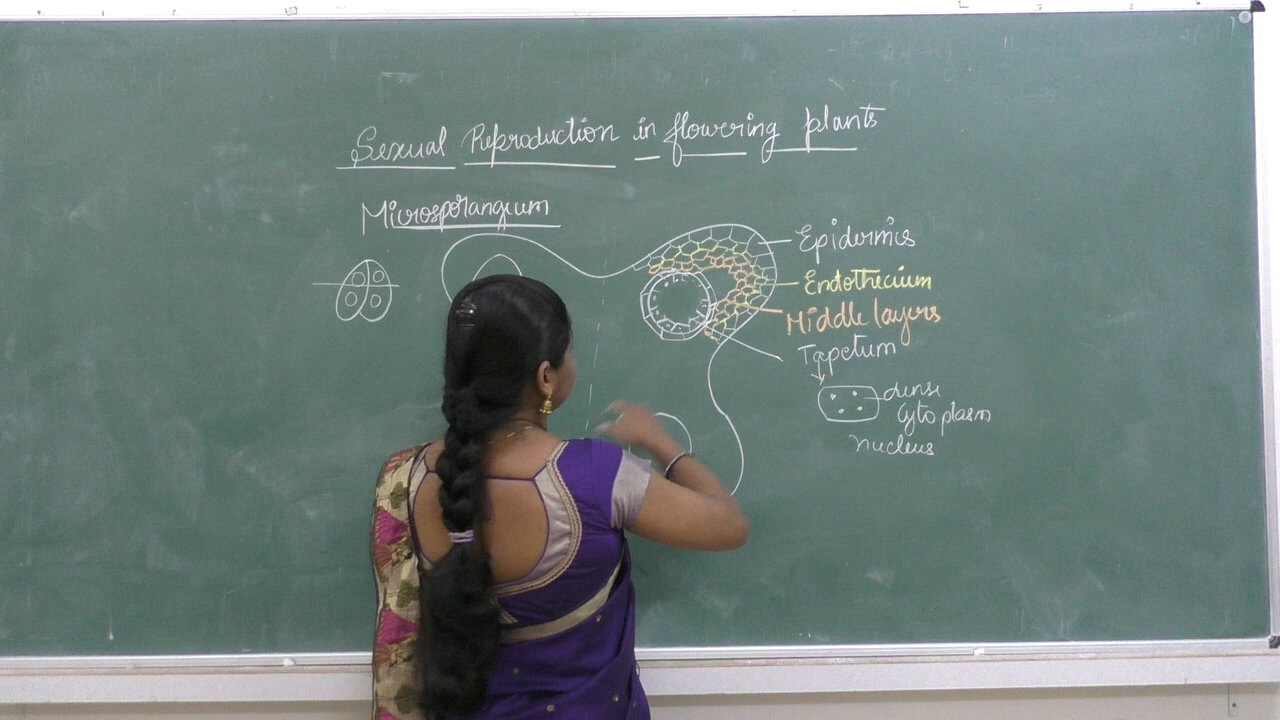 Sexual Reproduction in flowering plants
Microsporangium
Epidermis
Endothecium
Middle layers
Tapetum
dense
cytoplasm
nucleus